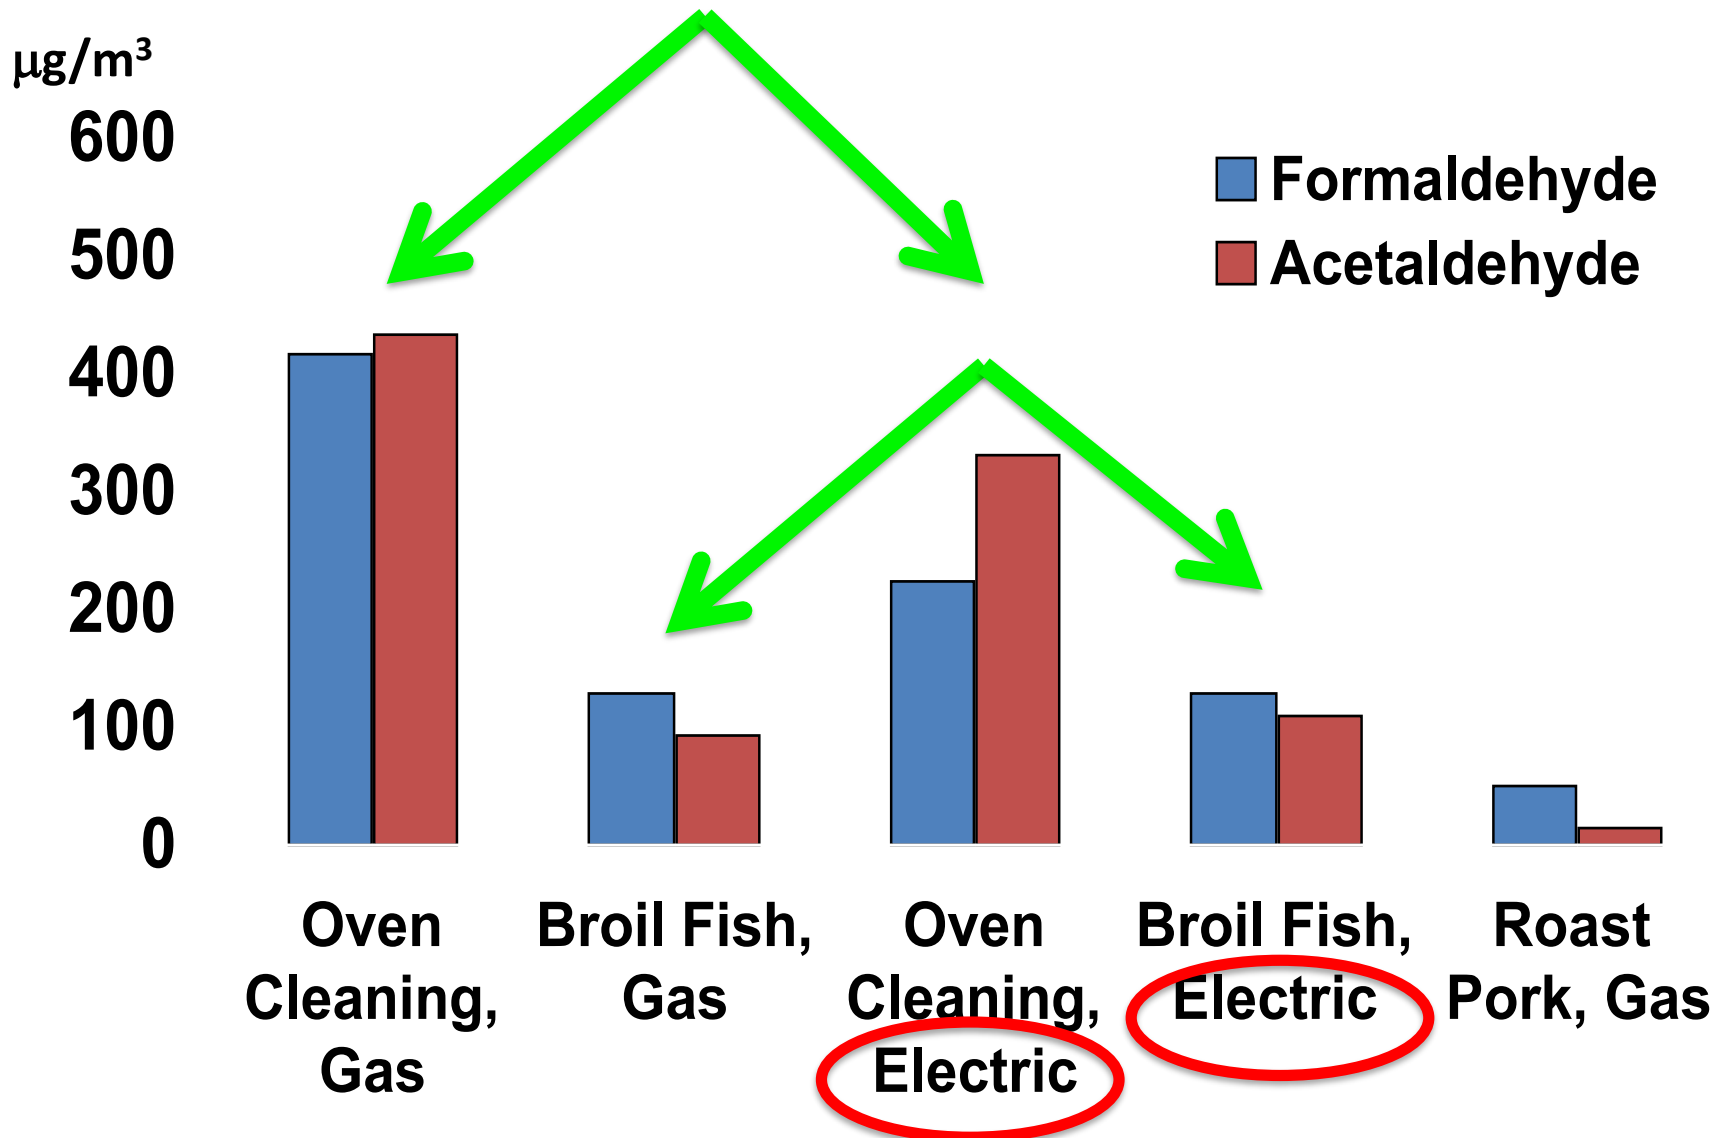 µg/m³
600
500
400
300
200
100
0
Formaldehyde
Acetaldehyde
Oven
Cleaning,
Gas
Broil Fish,
Gas
Oven
Cleaning,
Electric
Broil Fish,
Electric
Roast
Pork, Gas